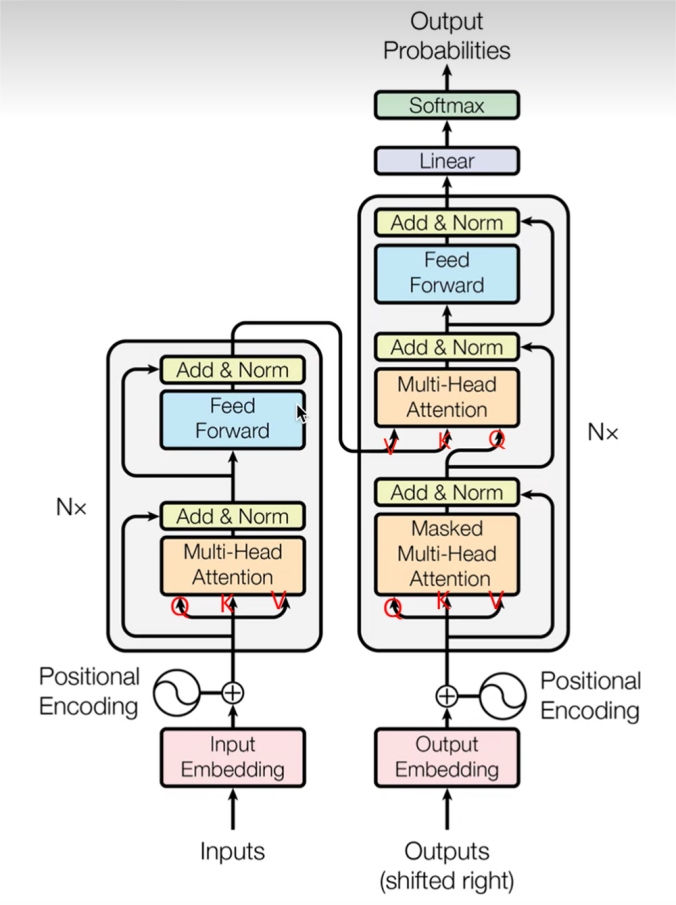 Output
Probabilities
Softmax
Linear
Add & Norm
Feed
Forward
Add & Norm
Multi-Head
Attention
V K Q
Nx
Add & Norm
Masked
Multi-Head
Attention
Q K V
Add & Norm
Feed
Forward
Nx
Add & Norm
Multi-Head
Attention
Q K V
Positional
Encoding
Positional
Encoding
Input
Embedding
Output
Embedding
Inputs
Outputs
(shifted right)